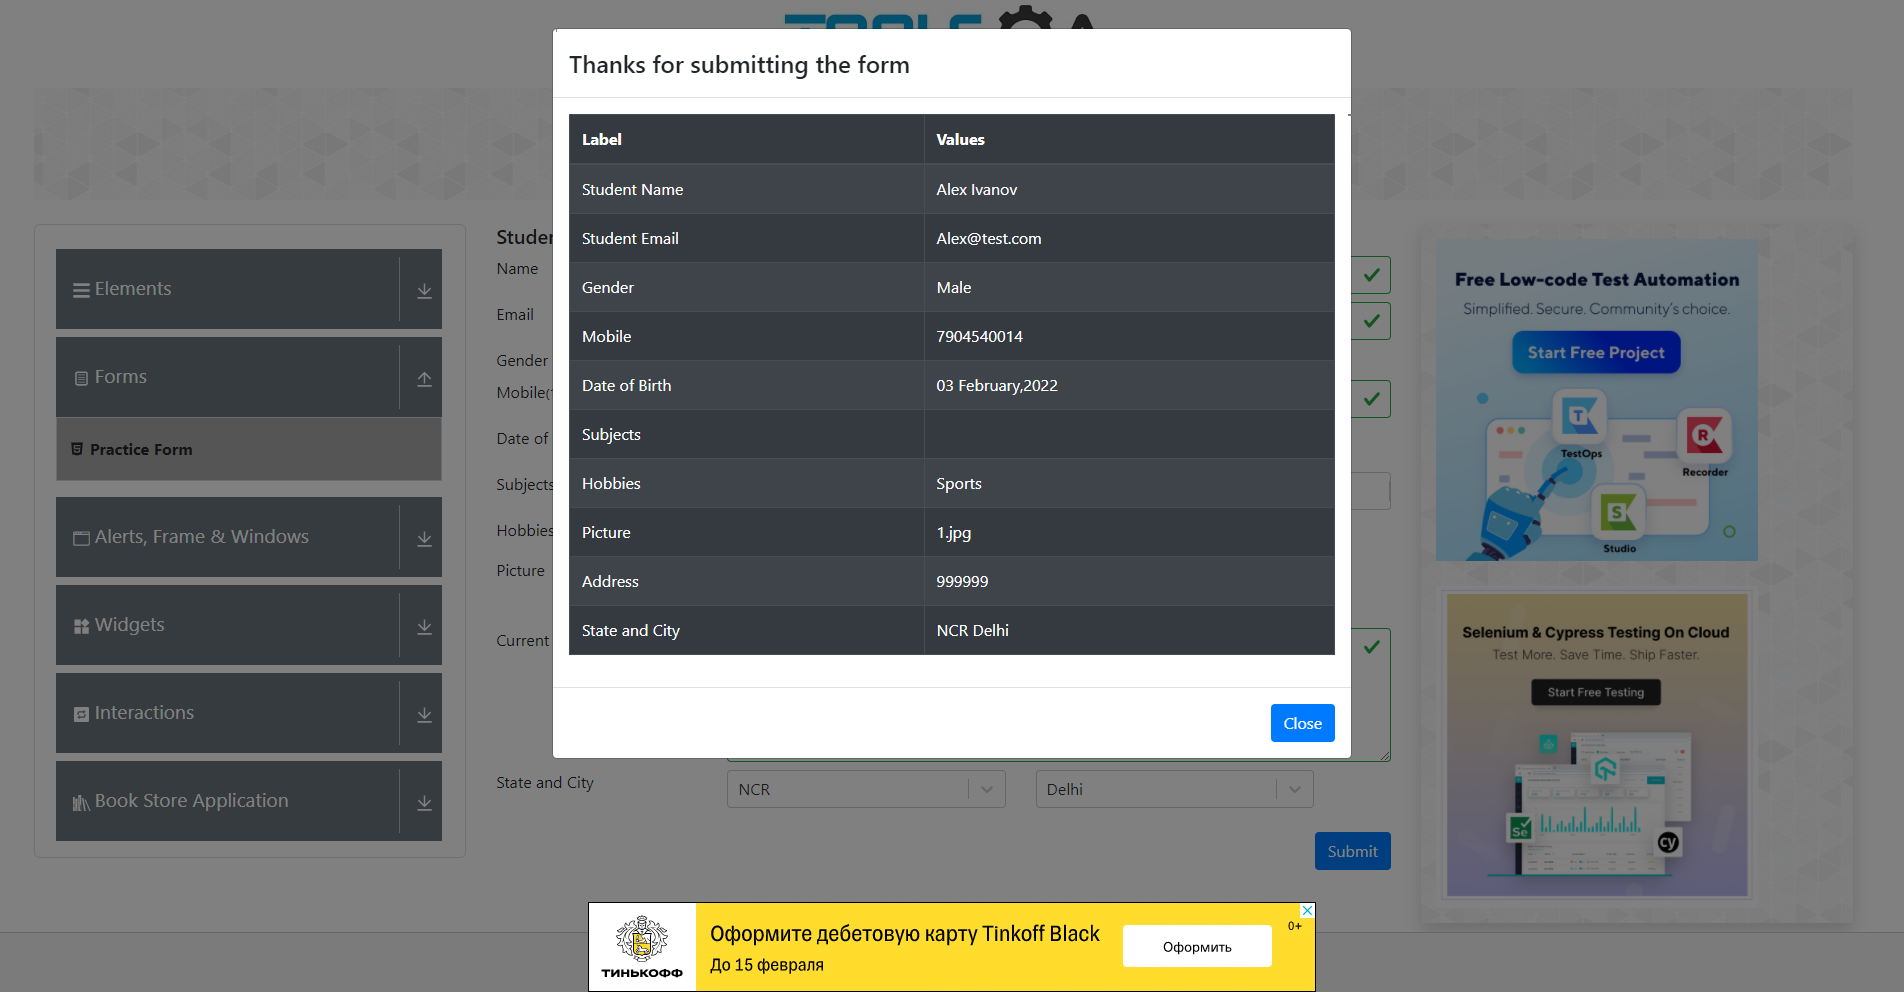 Thanks for submitting the form
Label Values
Student Name Alex Ivanov
Student Email Alex@test.com
Gender Male
Mobile 7904540014
Date of Birth 03 February,2022
Subjects
Hobbies Sports
Picture 1.jpg
Address 999999
State and City NCR Delhi
Close
Elements
Forms
Practice Form
Alerts, Frame & Windows
Widgets
Interactions
Book Store Application
Name
Email
Gender
Date of
Subjects
Hobbies
Picture
Current
State and City
NCR
Delhi
Submit
Free Low-code Test Automation
Simplified. Secure. Community's choice.
Start Free Project
T
TestOps
R
Recorder
S
Studio
Selenium & Cypress Testing On Cloud
Test More. Save Time. Ship Faster.
Start Free Testing
Se
cy
ТИНЬКОФФ
Оформите дебетовую карту Tinkoff Black
До 15 февраля
Оформить
0+